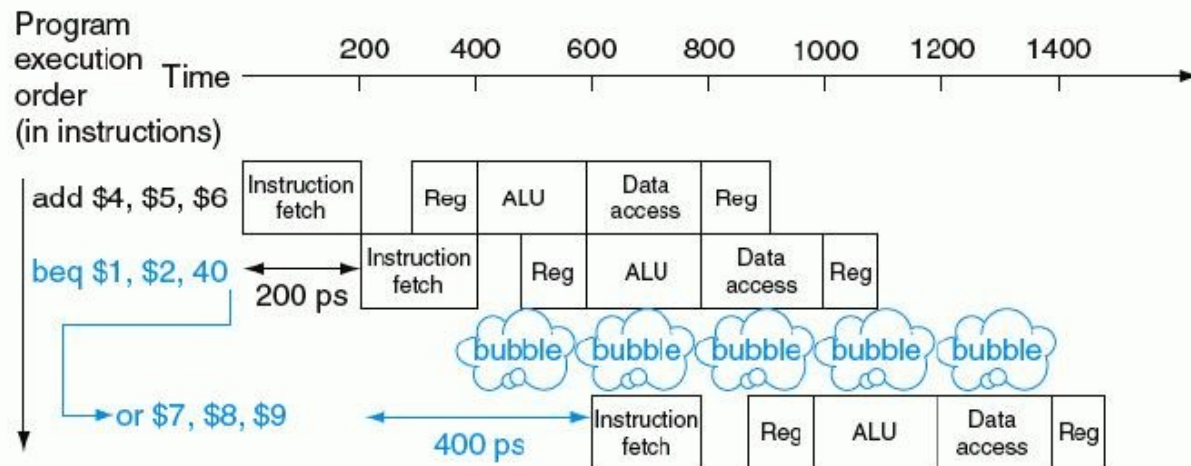 Program
execution
order
(in instructions)
Time
200 400 600 800 1000 1200 1400
add $4, $5, $6
Instruction
fetch
Reg
ALU
Data
access
Reg
beq $1, $2, 40
200 ps
Instruction
fetch
Reg
ALU
Data
access
Reg
bubble bubble bubble bubble bubble
or $7, $8, $9
400 ps
Instruction
fetch
Reg
ALU
Data
access
Reg